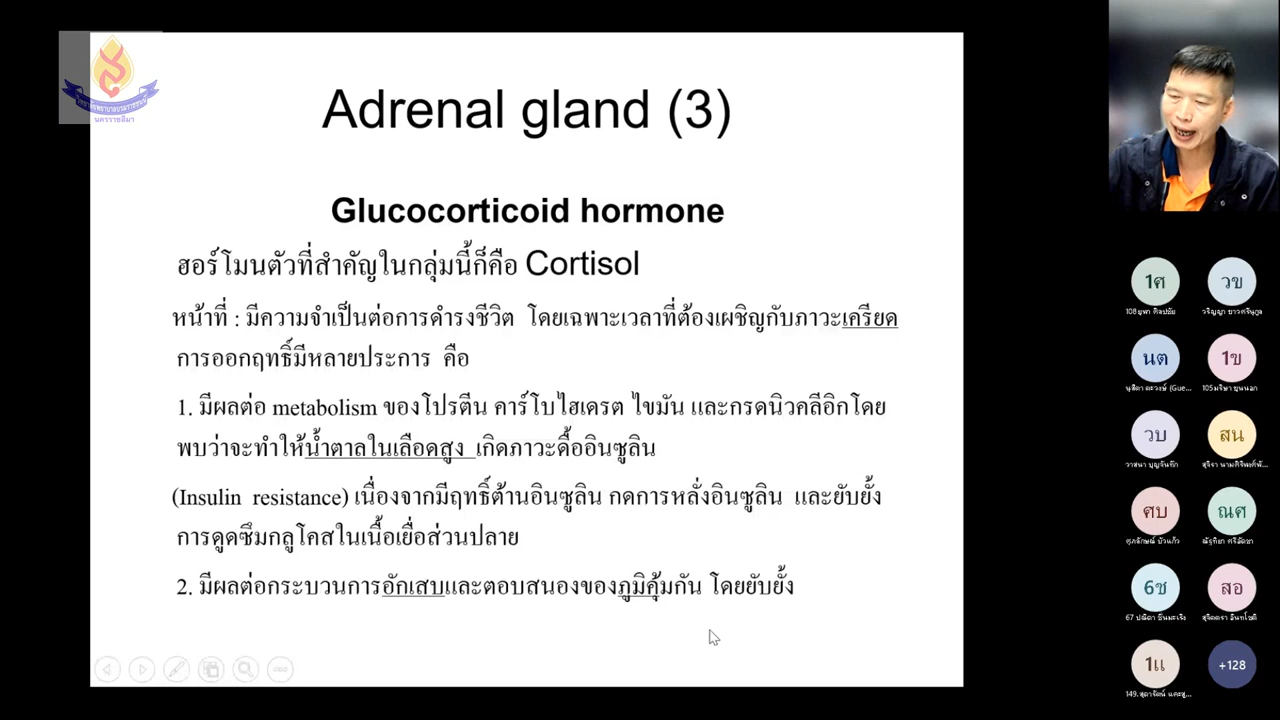 Adrenal gland (3)
Glucocorticoid hormone
ฮอร์โมนตัวที่สำคัญในกลุ่มนี้ก็คือ Cortisol
หน้าที่ : มีความจำเป็นต่อการดำรงชีวิต โดยเฉพาะเวลาที่ต้องเผชิญกับภาวะเครียด
การออกฤทธิ์มีหลายประการ คือ
1. มีผลต่อ metabolism ของโปรตีน คาร์โบไฮเดรต ไขมัน และกรดนิวคลีอิกโดย
พบว่าจะทำให้น้ำตาลในเลือดสูง เกิดภาวะดื้ออินซูลิน
(Insulin resistance) เนื่องจากมีฤทธิ์ต้านอินซูลิน กดการหลั่งอินซูลิน และยับยั้ง
การดูดซึมกลูโคสในเนื้อเยื่อส่วนปลาย
2. มีผลต่อกระบวนการอักเสบและตอบสนองของภูมิคุ้มกัน โดยยับยั้ง
นครราชสีมา
1ศ
วข
นต
1ข
วบ
สน
ศบ
ณศ
6ช
สอ
1แ
+128